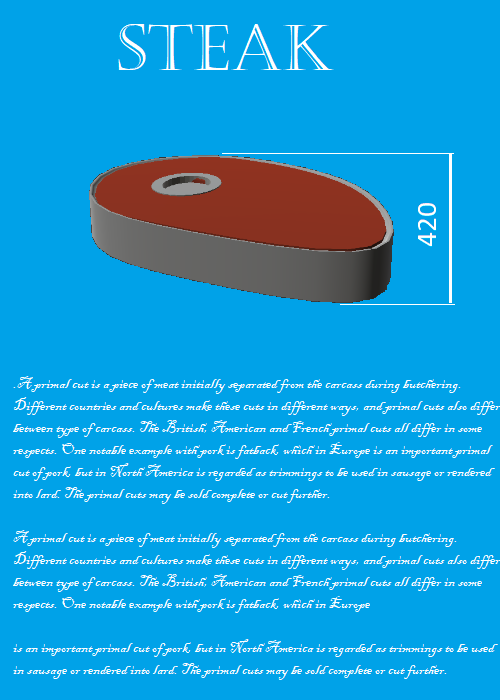 STEAK
420
.A primal cut is a piece of meat initially separated from the carcass during butchering.
Different countries and cultures make these cuts in different ways, and primal cuts also differ
between type of carcass. The British, American and French primal cuts all differ in some
respects. One notable example with pork is fatback, which in Europe is an important primal
cut of pork, but in North America is regarded as trimmings to be used in sausage or rendered
into lard. The primal cuts may be sold complete or cut further.
A primal cut is a piece of meat initially separated from the carcass during butchering.
Different countries and cultures make these cuts in different ways, and primal cuts also differ
between type of carcass. The British, American and French primal cuts all differ in some
respects. One notable example with pork is fatback, which in Europe
is an important primal cut of pork, but in North America is regarded as trimmings to be used
in sausage or rendered into lard. The primal cuts may be sold complete or cut further.